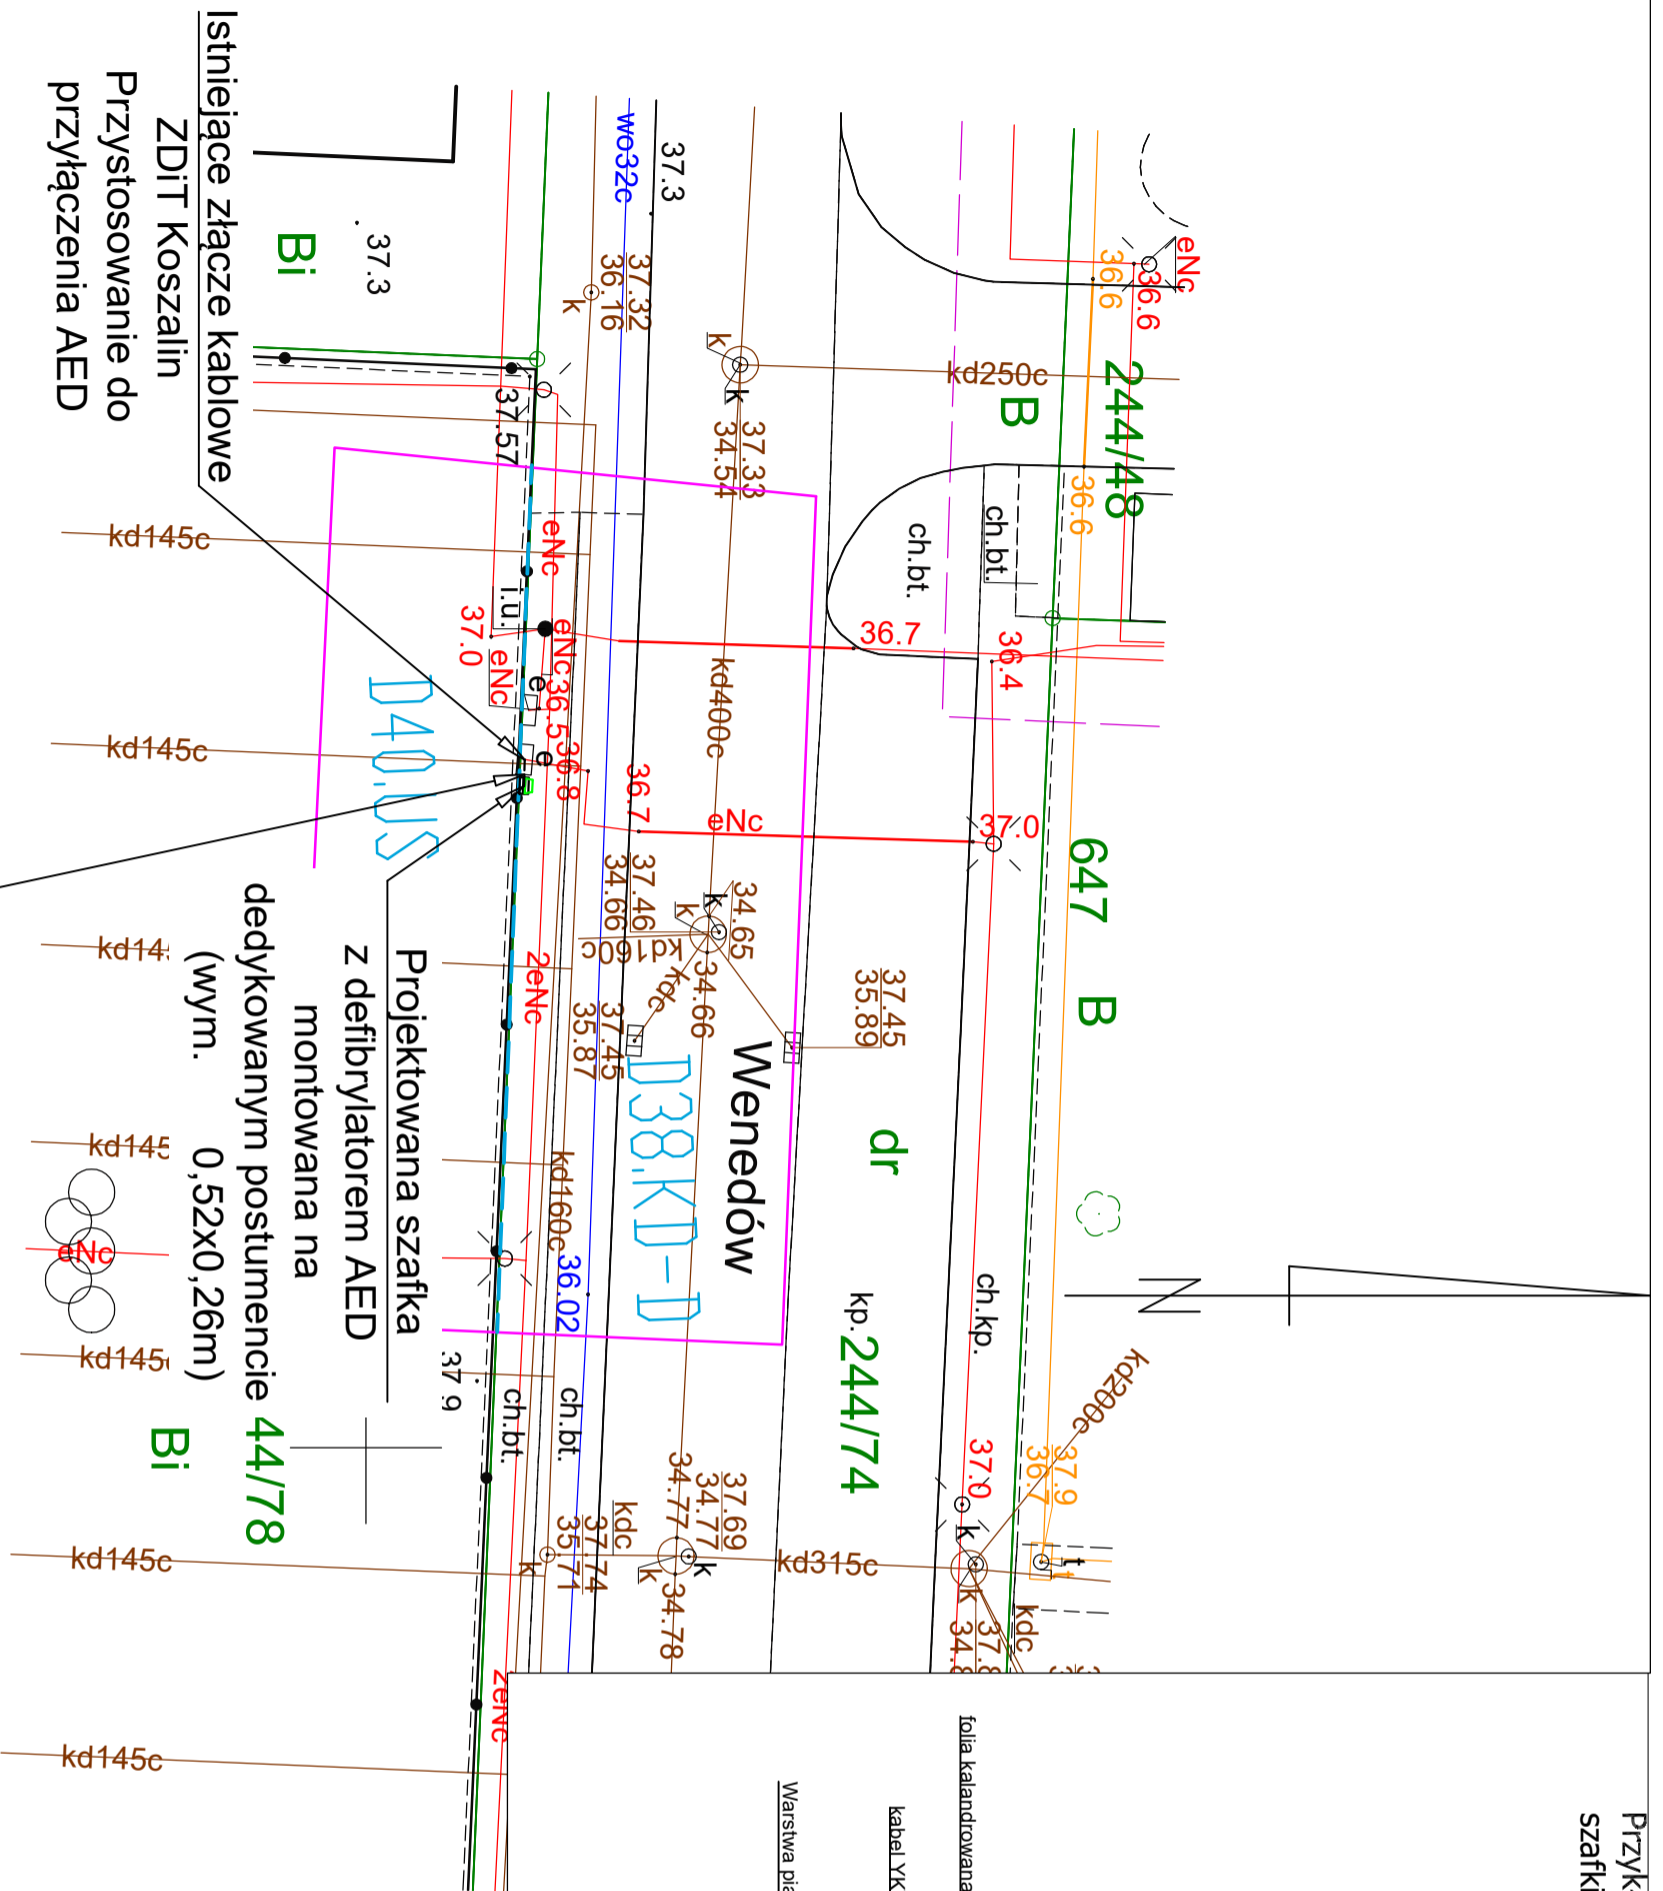 Istniejące złącze kablowe
ZDiT Koszalin
Przystosowanie do
przyłączenia AED
Projektowana szafka
z defibrylatorem AED
montowana na
dedykowanym postumencie
(wym. 0,52x0,26m)
Wenedów
D38.KD-D
D40.US
244/48
B
647
B
dr
kp.
244/74
44/78
Bi
Bi
37.3
37.3
wo32c
37.32
36.16
k
k
k
37.33
34.54
kd250c
eNc
36.6
36.6
36.6
ch.bt.
ch.bt.
36.7
36.4
37.57
eNc
i.u.
37.0
eNc
eNc
36.5
e
e
36.8
36.7
eNc
37.0
kd400c
kd145c
kd145c
37.46
34.66
k
k
34.65
34.66
kd160c
kdc
37.45
35.87
37.45
35.89
2eNc
kd160c
36.02
ch.kp.
ch.bt.
ch.bt.
37.9
kd145
eNc
kd145c
kd145c
37.69
34.77
34.77
34.78
kdc
37.74
35.71
k
k
k
kd315c
kd200c
37.0
37.9
36.7
k
k
t
t
kdc
2eNc
folia kalandrowana
kabel YK
Warstwa pia
Przyk
szafki
N